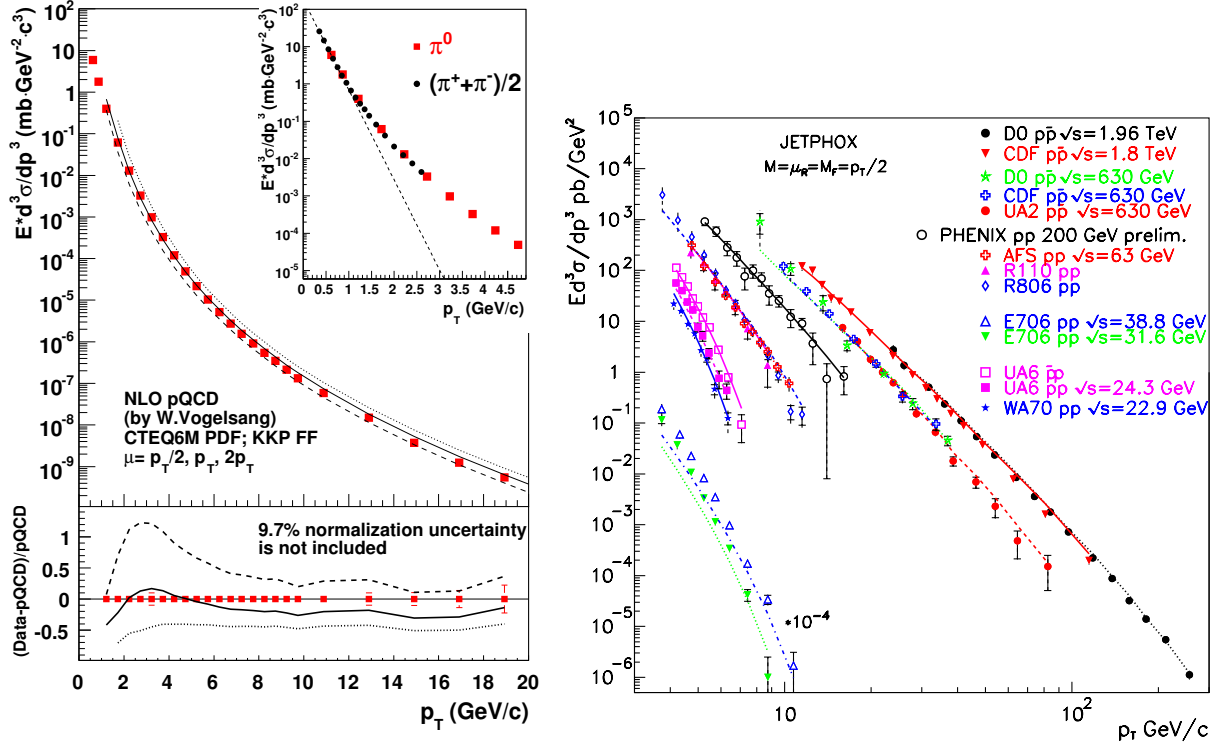 E*d³σ/dp³ (mb·GeV⁻²·c³)
10
1
10⁻¹
10⁻²
10⁻³
10⁻⁴
10⁻⁵
10⁻⁶
10⁻⁷
10⁻⁸
10⁻⁹
NLO pQCD
(by W.Vogelsang)
CTEQ6M PDF; KKP FF
μ= p_T/2, p_T, 2p_T
E*d³σ/dp³ (mb·GeV⁻²·c³)
10²
10
1
10⁻¹
10⁻²
10⁻³
10⁻⁴
10⁻⁵
π⁰
(π⁺+π⁻)/2
0 0.5 1.0 1.5 2.0 2.5 3.0 3.5 4.0 4.5
p_T (GeV/c)
(Data-pQCD)/pQCD
1
0.5
0
-0.5
9.7% normalization uncertainty
is not included
2 4 6 8 10 12 14 16 18 20
p_T (GeV/c)
Ed³σ/dp³ pb/GeV²
10⁵
10⁴
10³
10²
10
1
10⁻¹
10⁻²
10⁻³
10⁻⁴
10⁻⁵
10⁻⁶
JETPHOX
M=μ_R=M_F=p_T/2
D0 pp̄ √s=1.96 TeV
CDF pp̄ √s=1.8 TeV
D0 pp̄ √s=630 GeV
CDF pp̄ √s=630 GeV
UA2 pp̄ √s=630 GeV
PHENIX pp 200 GeV prelim.
AFS pp √s=63 GeV
R110 pp
R806 pp
E706 pp √s=38.8 GeV
E706 pp √s=31.6 GeV
UA6 p̄p
UA6 pp √s=24.3 GeV
WA70 pp √s=22.9 GeV
*10⁻⁴
10 10²
p_T GeV/c